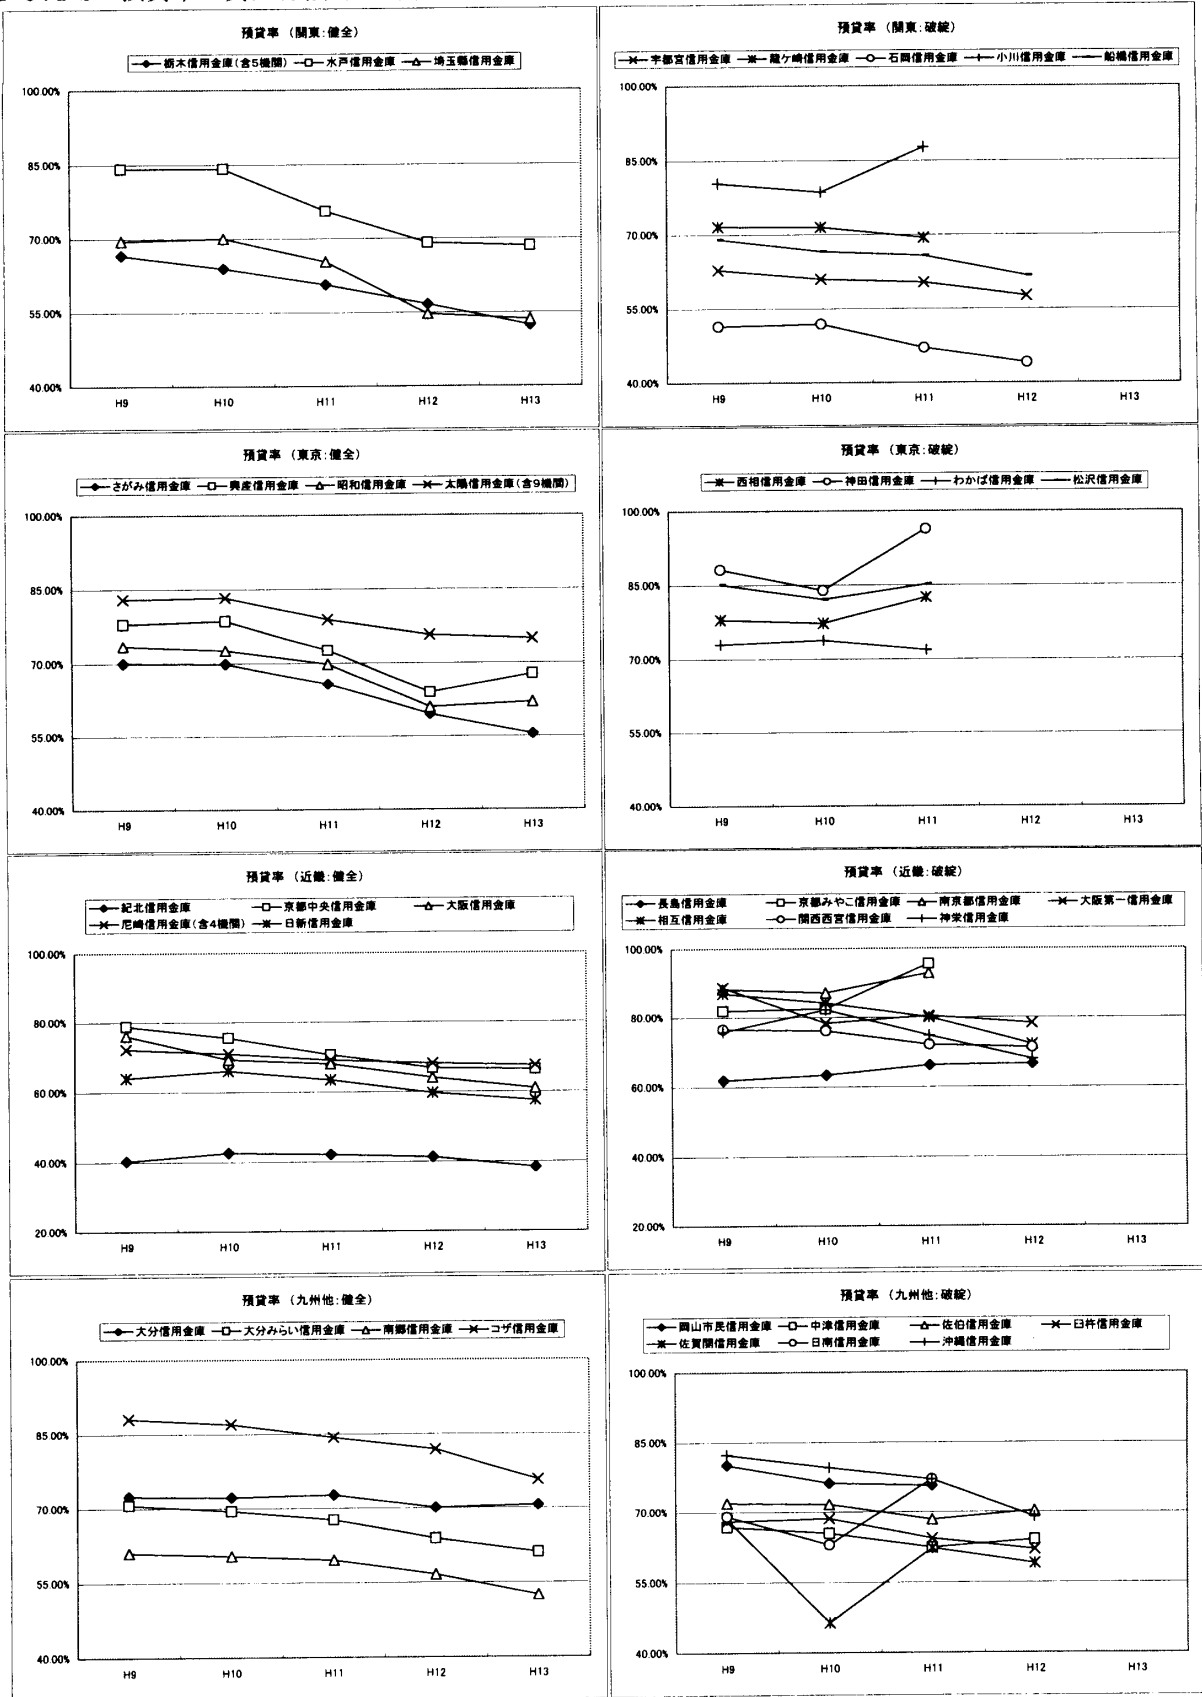 預貸率 (関東:健全)
栃木信用金庫(含5機関) 水戸信用金庫 埼玉縣信用金庫
100.00%
85.00%
70.00%
55.00%
40.00%
H9 H10 H11 H12 H13
預貸率 (関東:破綻)
宇都宮信用金庫 龍ケ崎信用金庫 石岡信用金庫 小川信用金庫 船橋信用金庫
100.00%
85.00%
70.00%
55.00%
40.00%
H9 H10 H11 H12 H13
預貸率 (東京:健全)
さがみ信用金庫 興産信用金庫 昭和信用金庫 太陽信用金庫(含9機関)
100.00%
85.00%
70.00%
55.00%
40.00%
H9 H10 H11 H12 H13
預貸率 (東京:破綻)
西相信用金庫 神田信用金庫 わかば信用金庫 松沢信用金庫
100.00%
85.00%
70.00%
55.00%
40.00%
H9 H10 H11 H12 H13
預貸率 (近畿:健全)
紀北信用金庫 京都中央信用金庫 大阪信用金庫
尼崎信用金庫(含4機関) 日新信用金庫
100.00%
80.00%
60.00%
40.00%
20.00%
H9 H10 H11 H12 H13
預貸率 (近畿:破綻)
長島信用金庫 京都みやこ信用金庫 南京都信用金庫 大阪第一信用金庫
相互信用金庫 関西西宮信用金庫 神栄信用金庫
100.00%
80.00%
60.00%
40.00%
20.00%
H9 H10 H11 H12 H13
預貸率 (九州他:健全)
大分信用金庫 大分みらい信用金庫 南郷信用金庫 コザ信用金庫
100.00%
85.00%
70.00%
55.00%
40.00%
H9 H10 H11 H12 H13
預貸率 (九州他:破綻)
岡山市民信用金庫 中津信用金庫 佐伯信用金庫 臼杵信用金庫
佐賀関信用金庫 日南信用金庫 沖縄信用金庫
100.00%
85.00%
70.00%
55.00%
40.00%
H9 H10 H11 H12 H13